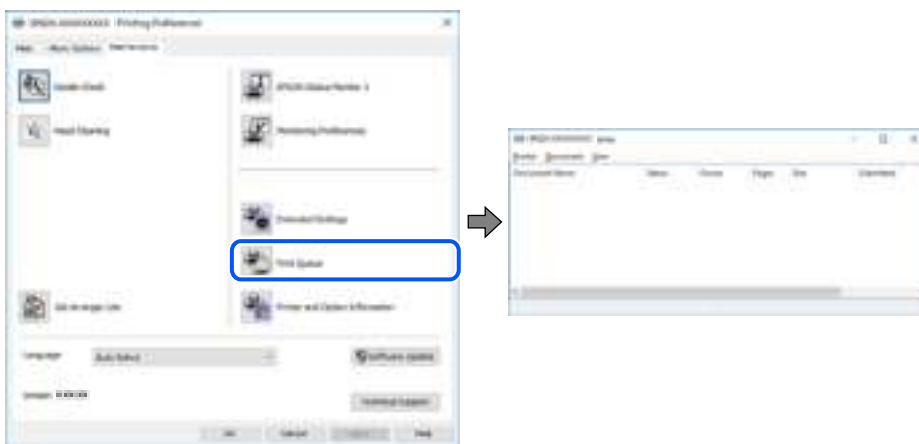 Printing Preferences
Main More Options Maintenance
Nozzle Check
EPSON Status Monitor 3
Head Cleaning
Monitoring Preferences
Extended Settings
Print Queue
Job Arranger Lite
Printer and Option Information
Language
Auto Select
Software Update
Technical Support
OK Cancel Help
Printer Document View
Document Name Status Owner Pages Size Submitted